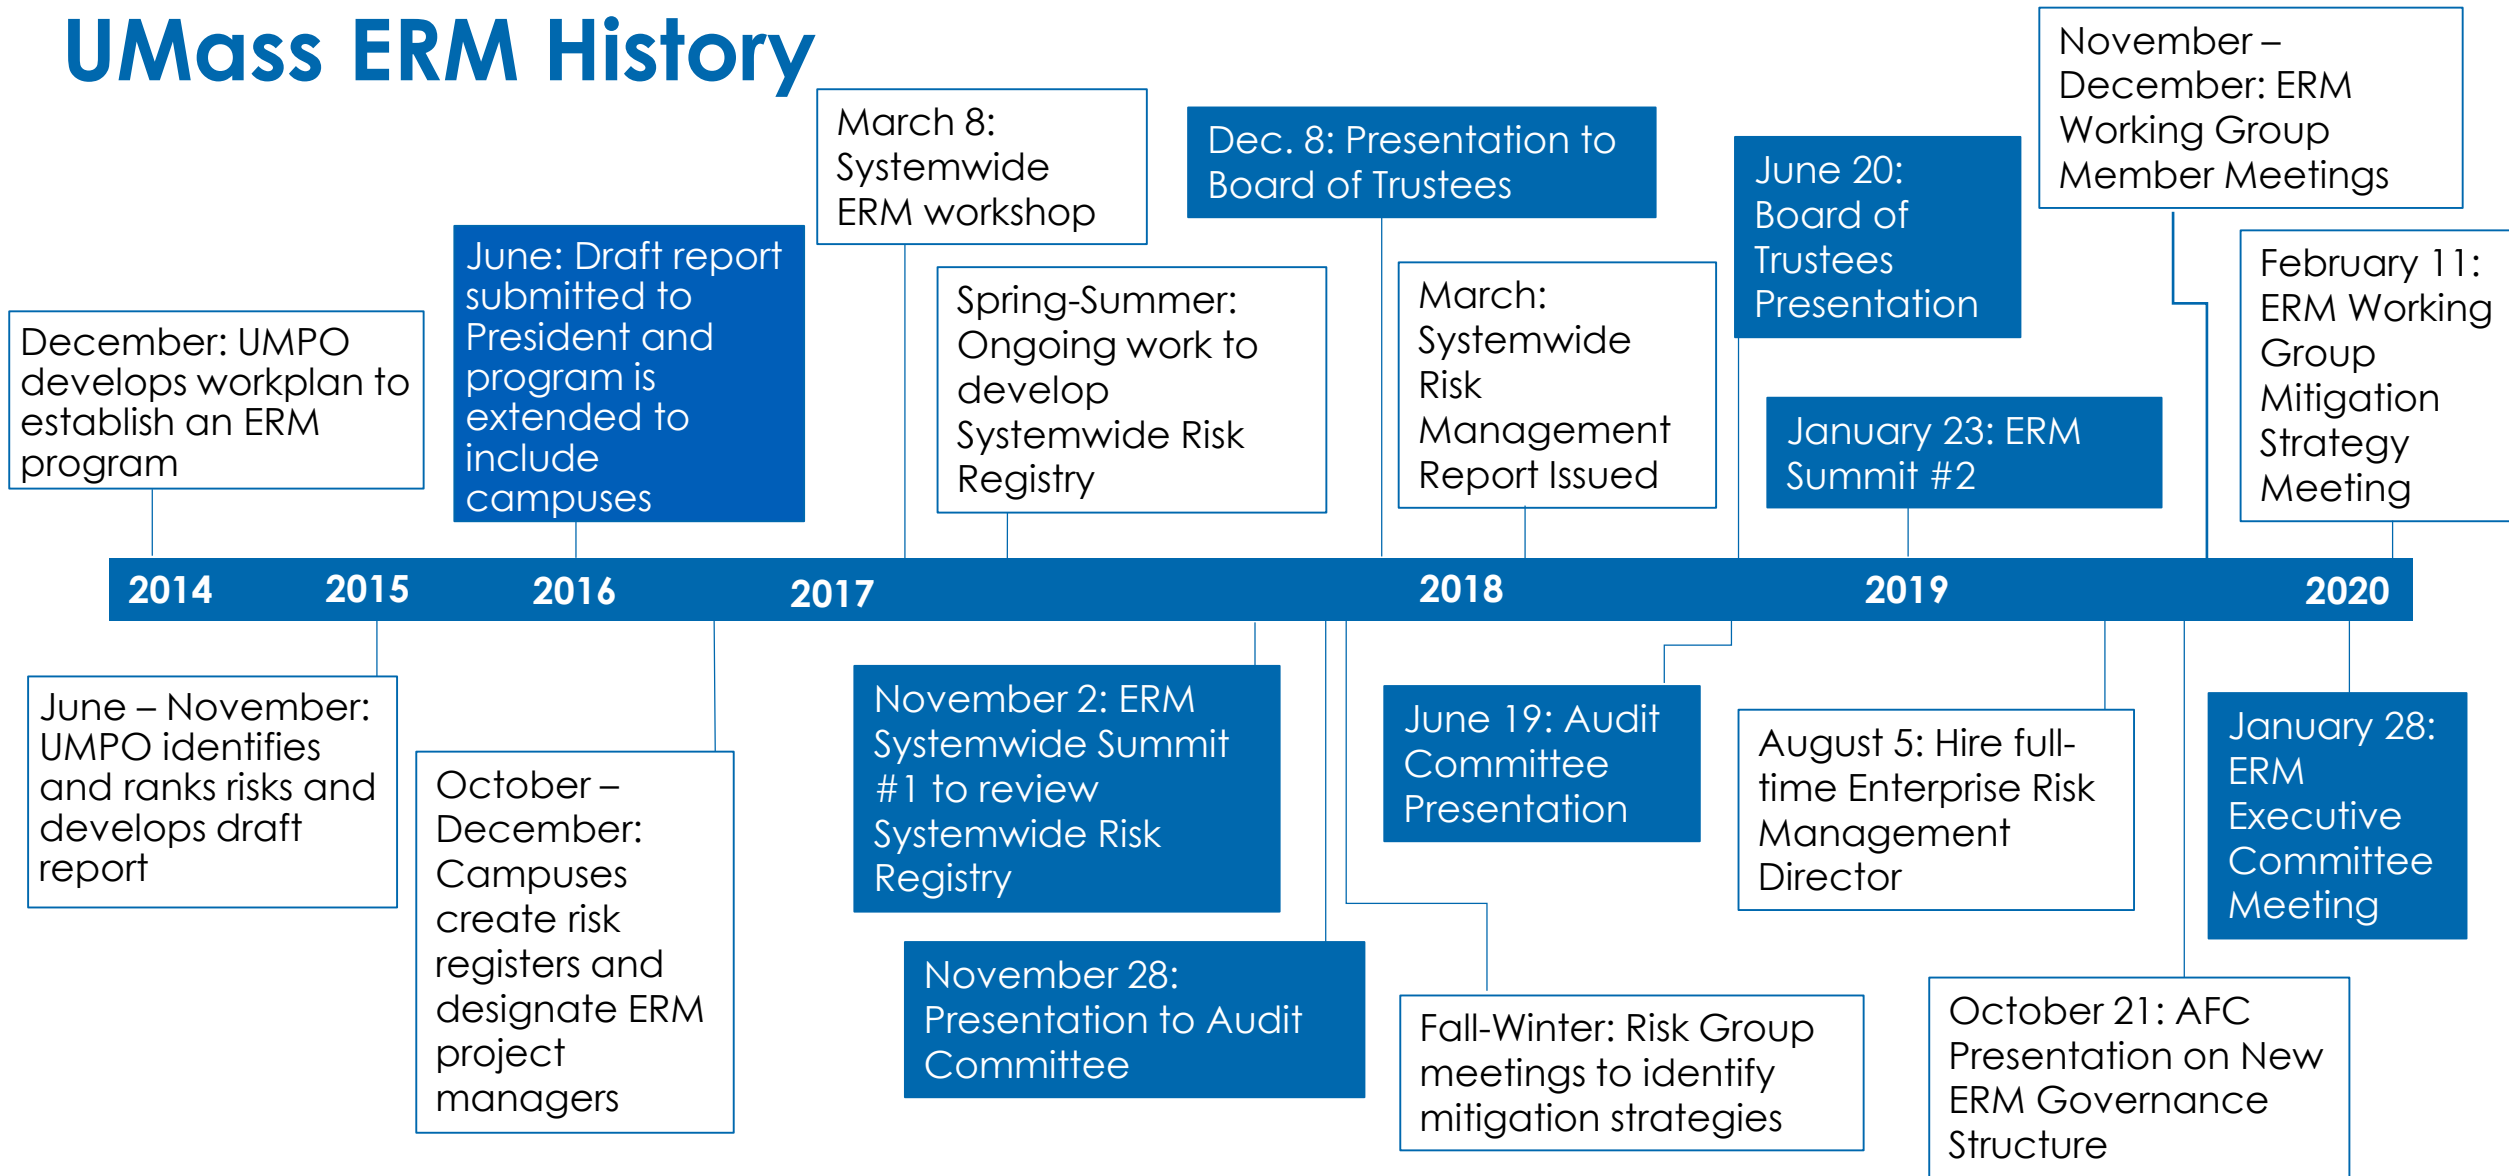 UMass ERM History
December: UMPO
develops workplan to
establish an ERM
program
June: Draft report
submitted to
President and
program is
extended to
include
campuses
March 8:
Systemwide
ERM workshop
Spring-Summer:
Ongoing work to
develop
Systemwide Risk
Registry
Dec. 8: Presentation to
Board of Trustees
March:
Systemwide
Risk
Management
Report Issued
June 20:
Board of
Trustees
Presentation
January 23: ERM
Summit #2
November –
December: ERM
Working Group
Member Meetings
February 11:
ERM Working
Group
Mitigation
Strategy
Meeting
2014 2015 2016 2017 2018 2019 2020
June – November:
UMPO identifies
and ranks risks and
develops draft
report
October –
December:
Campuses
create risk
registers and
designate ERM
project
managers
November 2: ERM
Systemwide Summit
#1 to review
Systemwide Risk
Registry
November 28:
Presentation to Audit
Committee
Fall-Winter: Risk Group
meetings to identify
mitigation strategies
June 19: Audit
Committee
Presentation
August 5: Hire full-
time Enterprise Risk
Management
Director
October 21: AFC
Presentation on New
ERM Governance
Structure
January 28:
ERM
Executive
Committee
Meeting